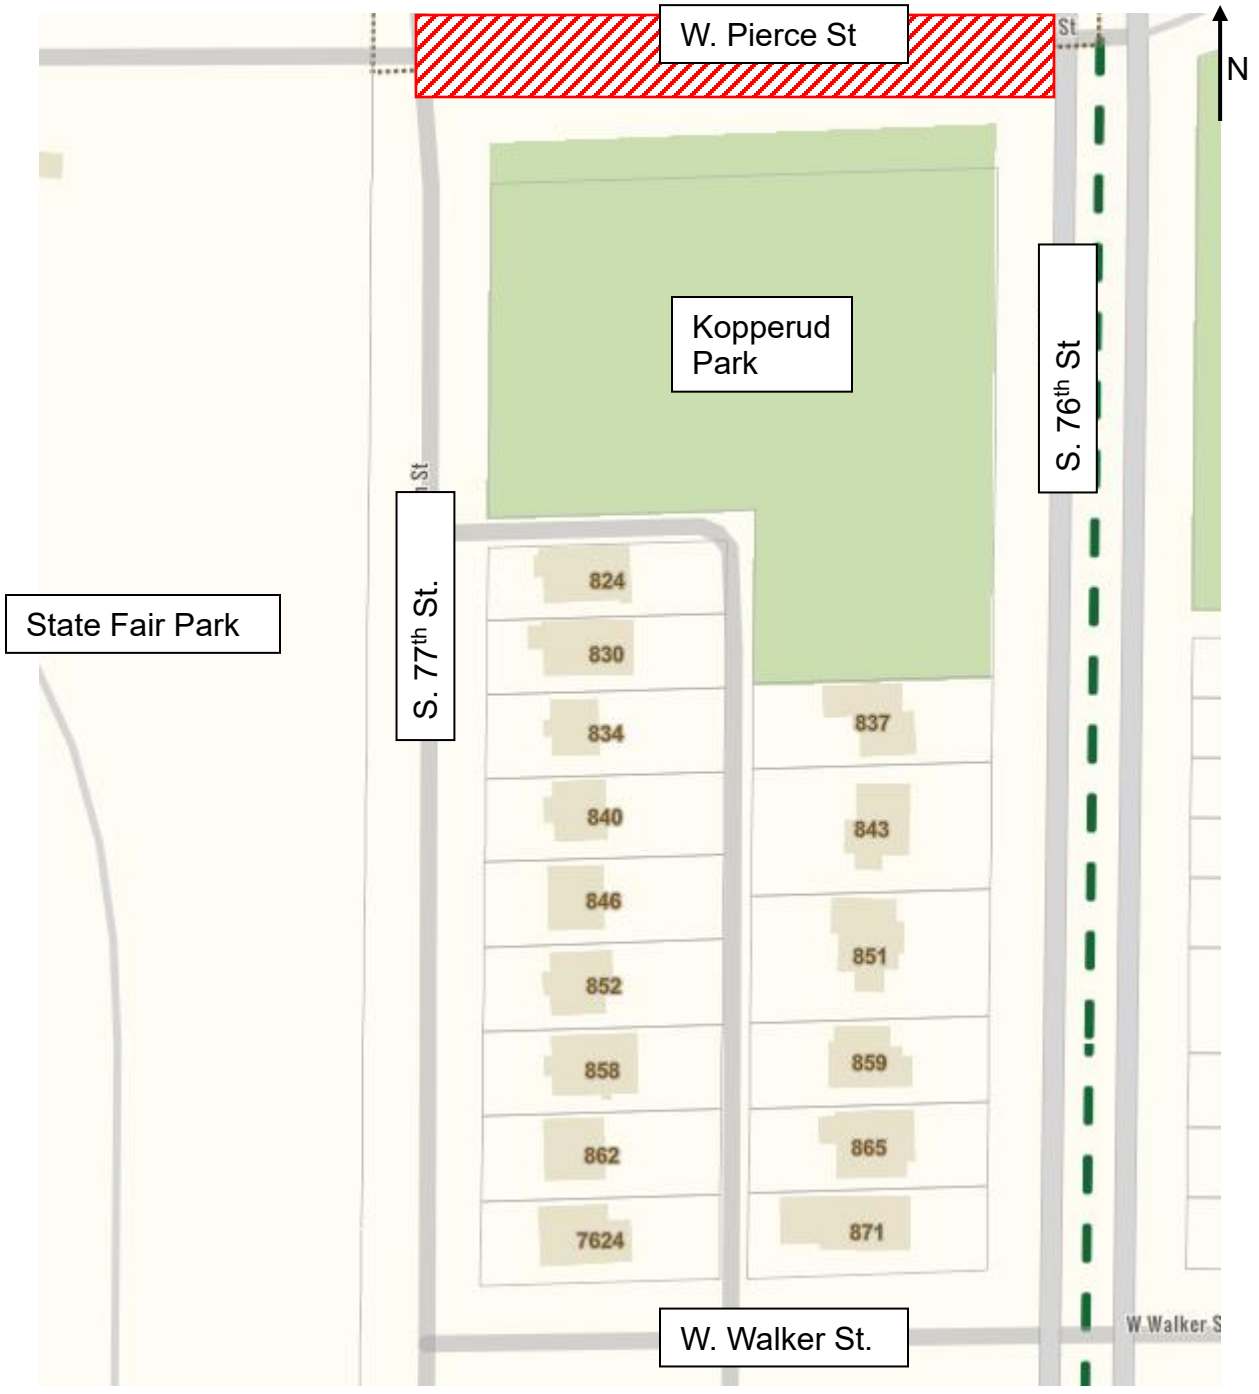 W. Pierce St
St
N
Kopperud
Park
S. 76th St
St
S. 77th St.
State Fair Park
824
830
834
837
840
843
846
851
852
858
859
862
865
7624
871
W. Walker St.
W Walker S